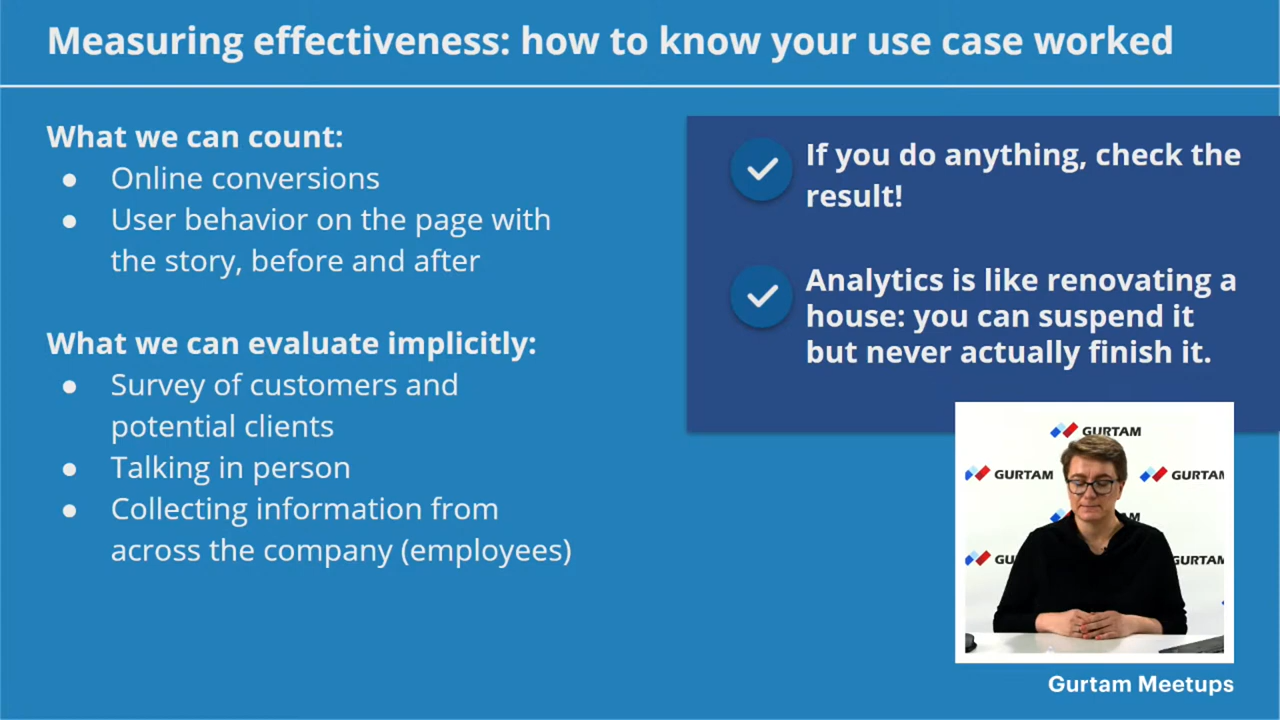 Measuring effectiveness: how to know your use case worked
What we can count:
● Online conversions
● User behavior on the page with
the story, before and after
What we can evaluate implicitly:
● Survey of customers and
potential clients
● Talking in person
● Collecting information from
across the company (employees)
If you do anything, check the
result!
Analytics is like renovating a
house: you can suspend it
but never actually finish it.
GURTAM
GURTAM
GURTAM
GU
GURTAM
Gurtam Meetups